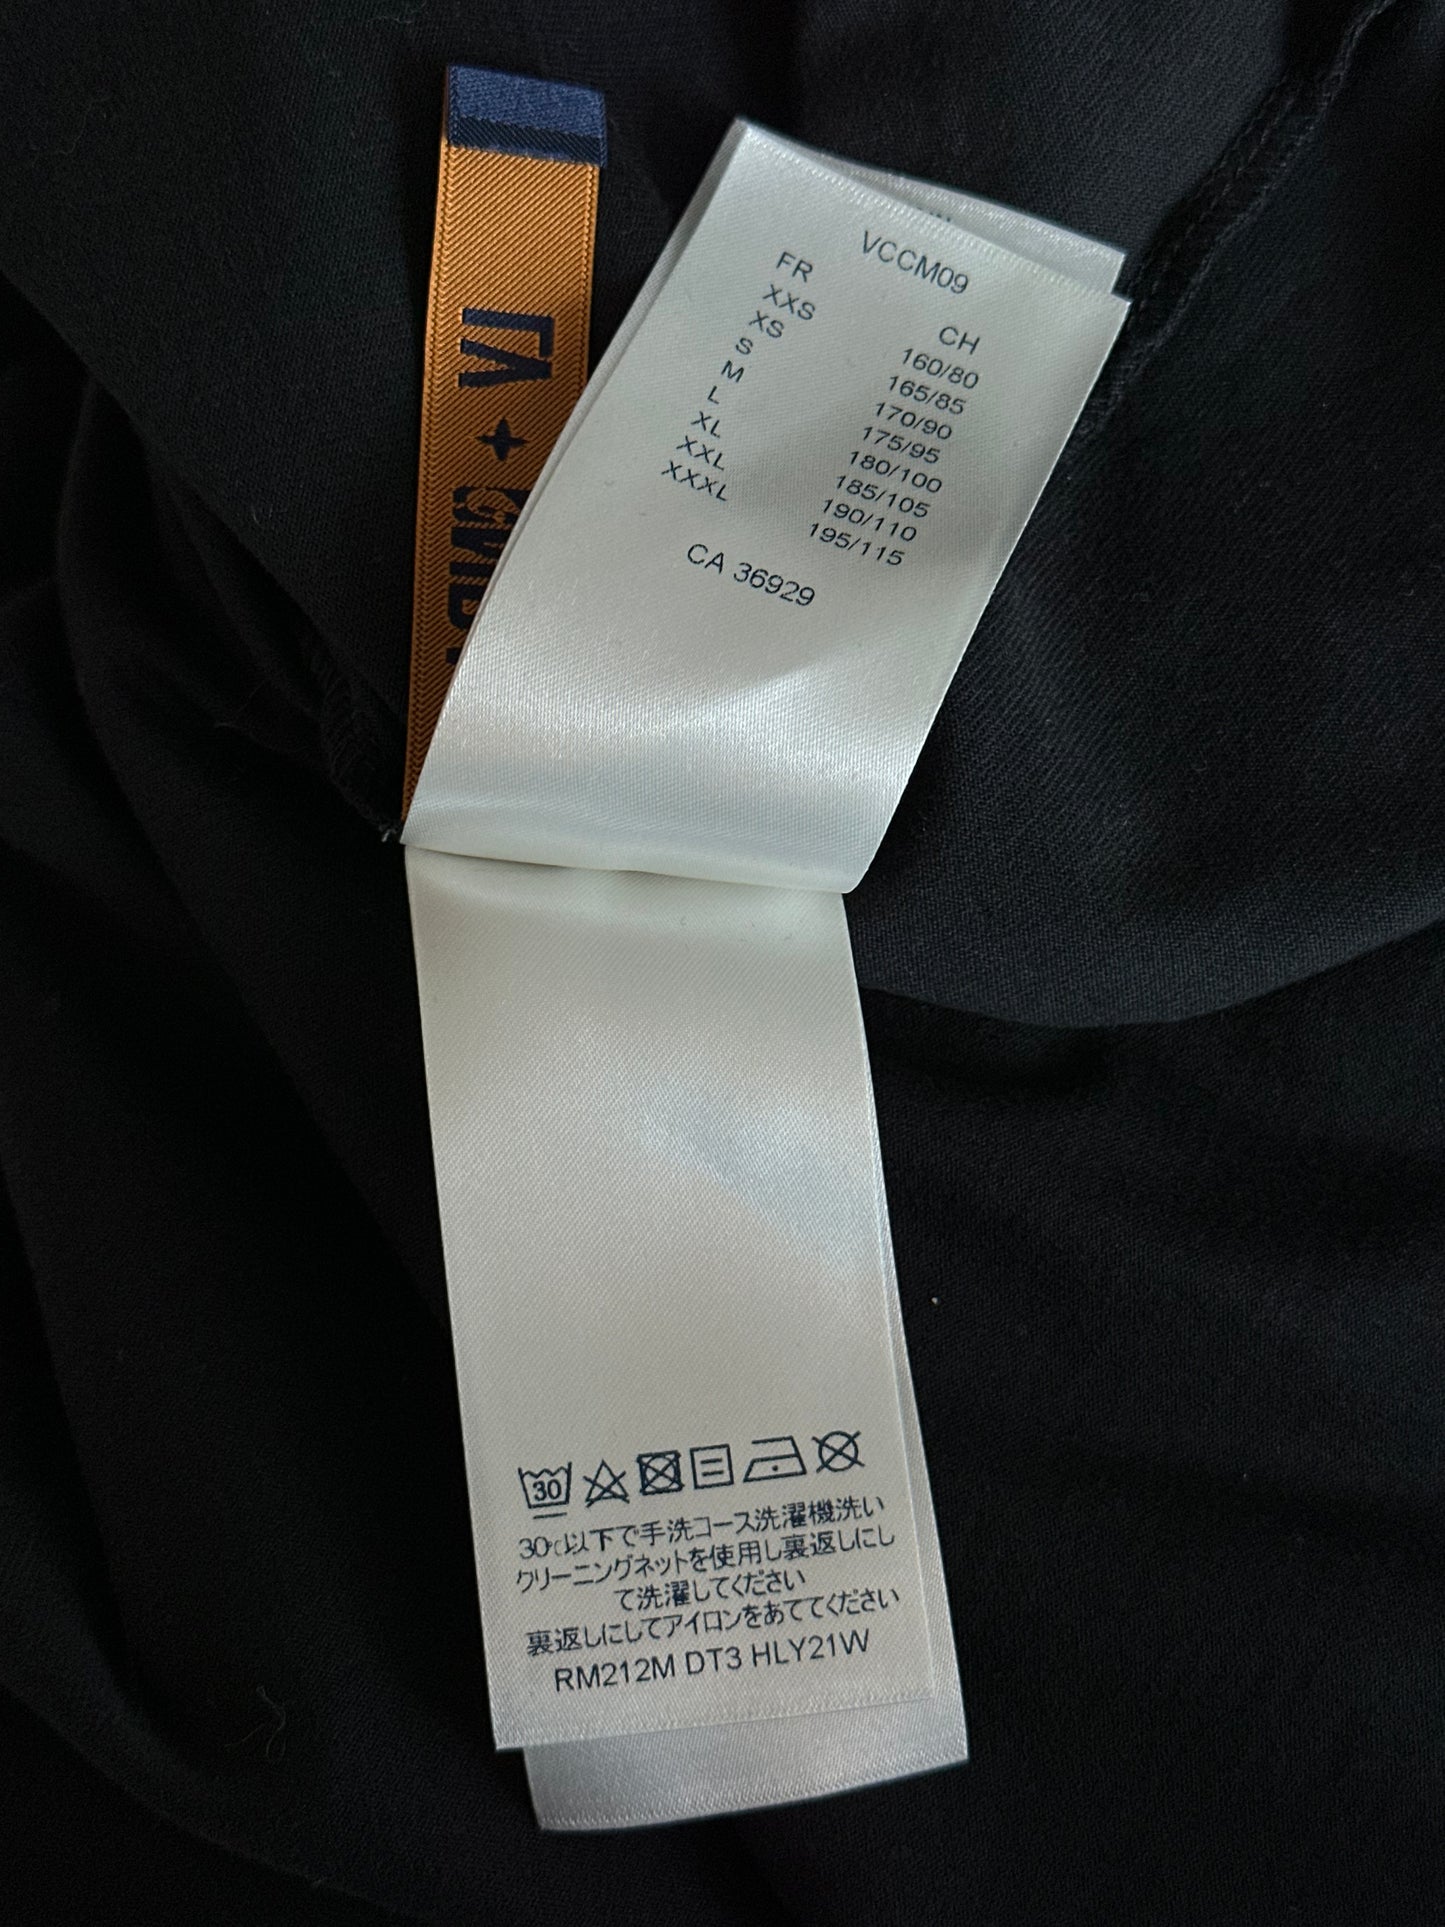 VCCM09
FR CH
XXS 160/80
XS 165/85
S 170/90
M 175/95
L 180/100
XL 185/105
XXL 190/110
XXXL 195/115
CA 36929
LV
30
30℃以下で手洗コース洗濯機洗い
クリーニングネットを使用し裏返しにし
て洗濯してください
裏返しにしてアイロンをあててください
RM212M DT3 HLY21W